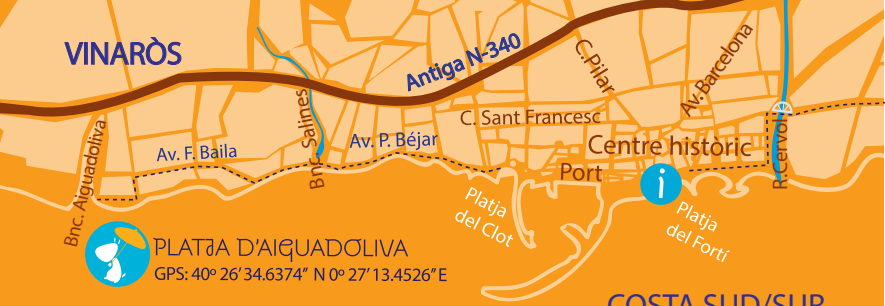 VINARÒS
Antiga N-340
C. Pilar
Av. Barcelona
Bnc. Aiguadoliva
Av. F. Baila
Bnc. Salines
Av. P. Béjar
C. Sant Francesc
Centre històric
R. Cervol
Port
i
Platja
del Clot
Platja
del Fortí
PLATJA D'AIGUADOLIVA
GPS: 40º 26' 34.6374" N 0º 27' 13.4526" E
COSTA SUD/SUR